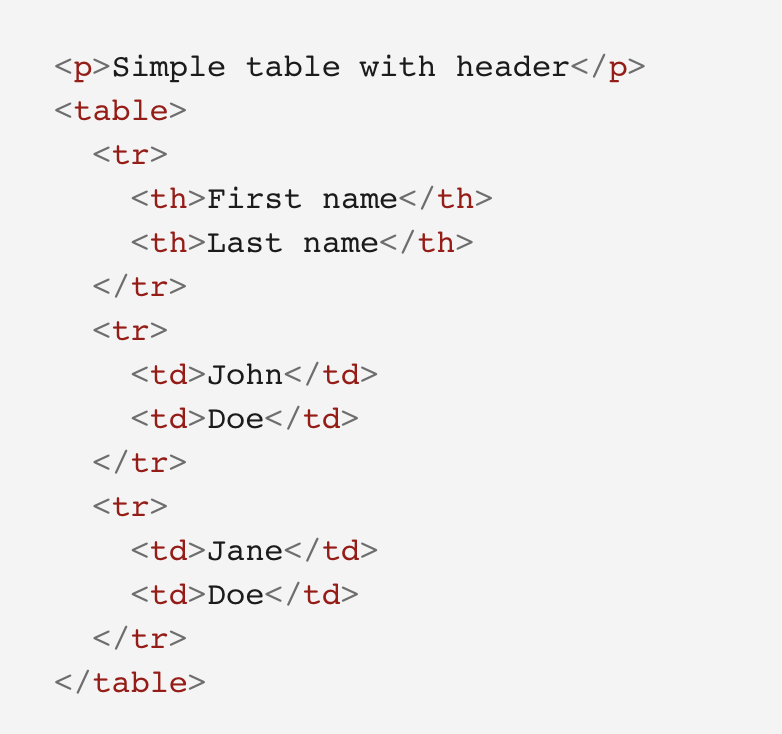 <p>Simple table with header</p>
<table>
  <tr>
    <th>First name</th>
    <th>Last name</th>
  </tr>
  <tr>
    <td>John</td>
    <td>Doe</td>
  </tr>
  <tr>
    <td>Jane</td>
    <td>Doe</td>
  </tr>
</table>